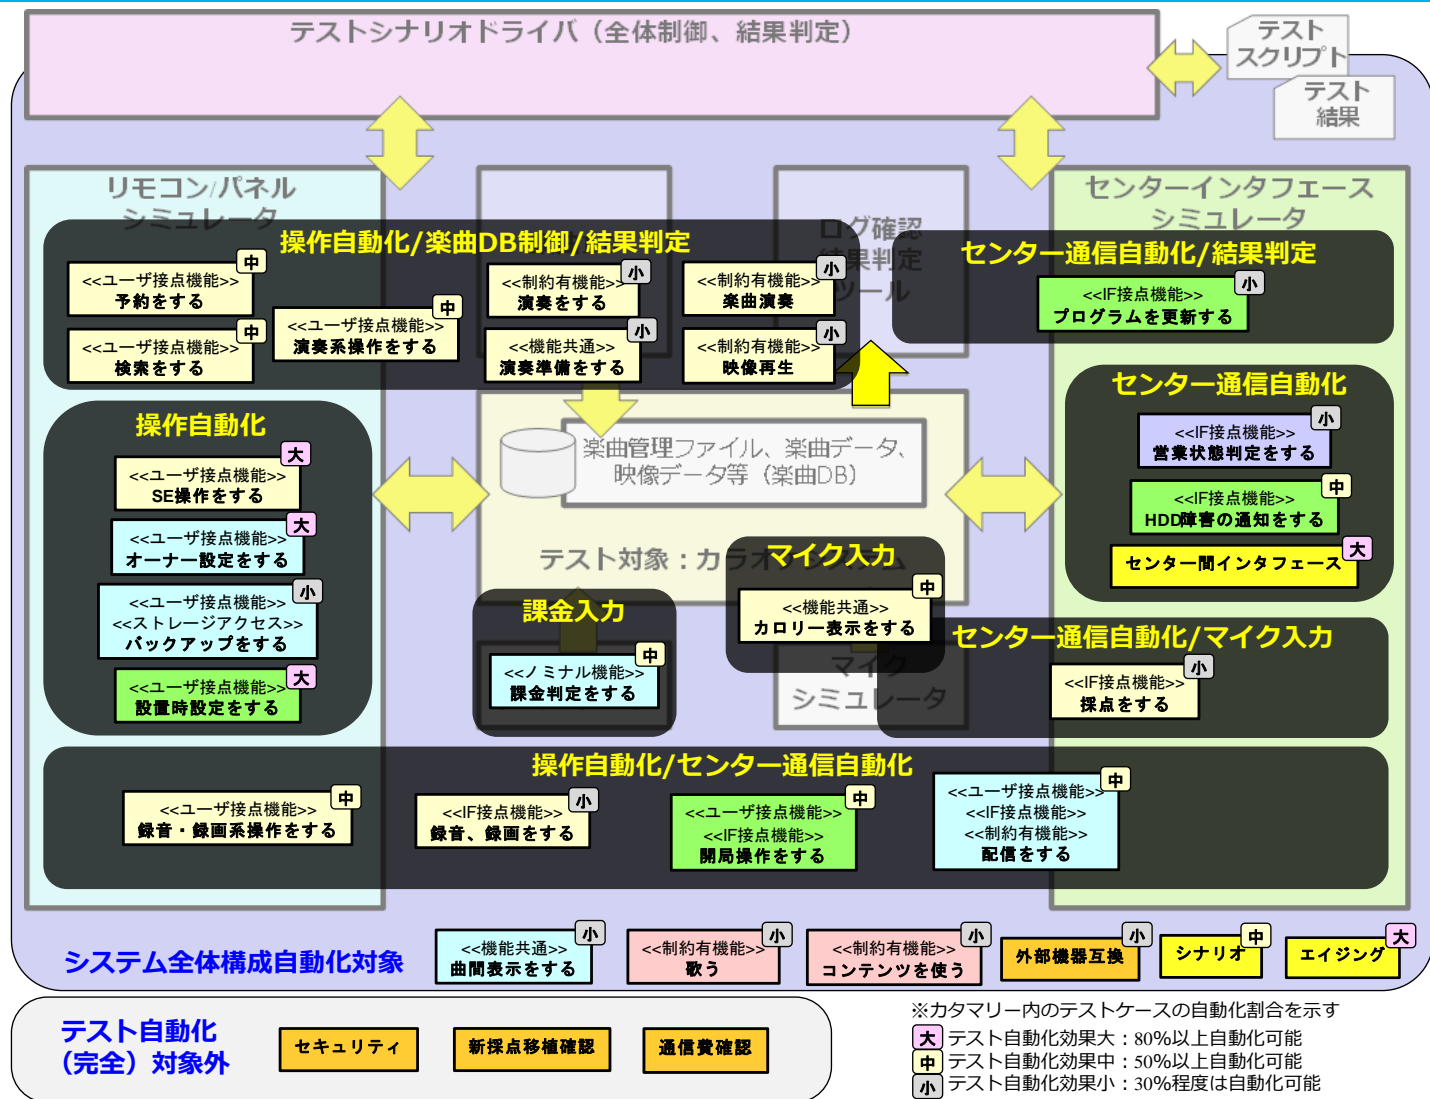 テストシナリオドライバ（全体制御、結果判定）
テスト
スクリプト
テスト
結果
リモコン/パネル
シミュレータ
ログ確認
結果判定
ツール
センターインタフェース
シミュレータ
操作自動化/楽曲DB制御/結果判定
<<ユーザ接点機能>>
予約をする
中
<<ユーザ接点機能>>
検索をする
中
<<ユーザ接点機能>>
演奏系操作をする
中
<<制約有機能>>
演奏をする
小
<<機能共通>>
演奏準備をする
小
<<制約有機能>>
楽曲演奏
小
<<制約有機能>>
映像再生
小
センター通信自動化/結果判定
<<IF接点機能>>
プログラムを更新する
小
操作自動化
<<ユーザ接点機能>>
SE操作をする
大
<<ユーザ接点機能>>
オーナー設定をする
大
<<ユーザ接点機能>>
<<ストレージアクセス>>
バックアップをする
小
<<ユーザ接点機能>>
設置時設定をする
大
楽曲管理ファイル、楽曲データ、
映像データ等（楽曲DB）
テスト対象：カラオケシステム
センター通信自動化
<<IF接点機能>>
営業状態判定をする
小
<<IF接点機能>>
HDD障害の通知をする
中
センター間インタフェース
大
課金入力
<<ノミナル機能>>
課金判定をする
中
マイク入力
<<機能共通>>
カロリー表示をする
中
マイク
シミュレータ
センター通信自動化/マイク入力
<<IF接点機能>>
採点をする
小
操作自動化/センター通信自動化
<<ユーザ接点機能>>
録音・録画系操作をする
中
<<IF接点機能>>
録音、録画をする
小
<<ユーザ接点機能>>
<<IF接点機能>>
開局操作をする
中
<<ユーザ接点機能>>
<<IF接点機能>>
<<制約有機能>>
配信をする
中
システム全体構成自動化対象
<<機能共通>>
曲間表示をする
小
<<制約有機能>>
歌う
小
<<制約有機能>>
コンテンツを使う
小
外部機器互換
小
シナリオ
中
エイジング
大
テスト自動化
（完全）対象外
セキュリティ
新採点移植確認
通信費確認
※カタマリー内のテストケースの自動化割合を示す
大 テスト自動化効果大：80%以上自動化可能
中 テスト自動化効果中：50%以上自動化可能
小 テスト自動化効果小：30%程度は自動化可能